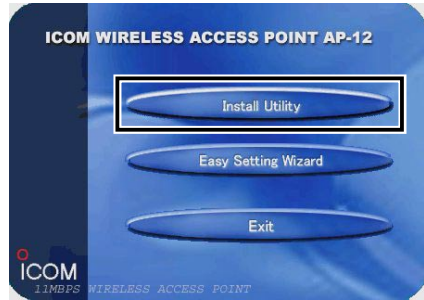 ICOM WIRELESS ACCESS POINT AP-12
Install Utility
Easy Setting Wizard
Exit
ICOM
11MBPS WIRELESS ACCESS POINT